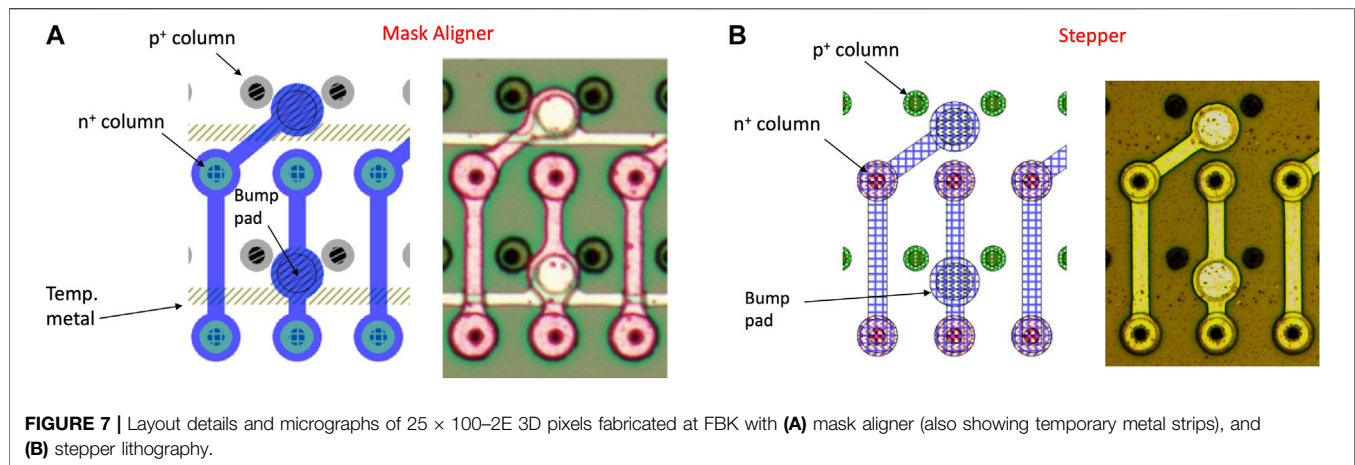 A
Mask Aligner
p⁺ column
n⁺ column
Bump
pad
Temp.
metal
B
Stepper
p⁺ column
n⁺ column
Bump
pad
FIGURE 7 | Layout details and micrographs of 25 × 100–2E 3D pixels fabricated at FBK with (A) mask aligner (also showing temporary metal strips), and
(B) stepper lithography.